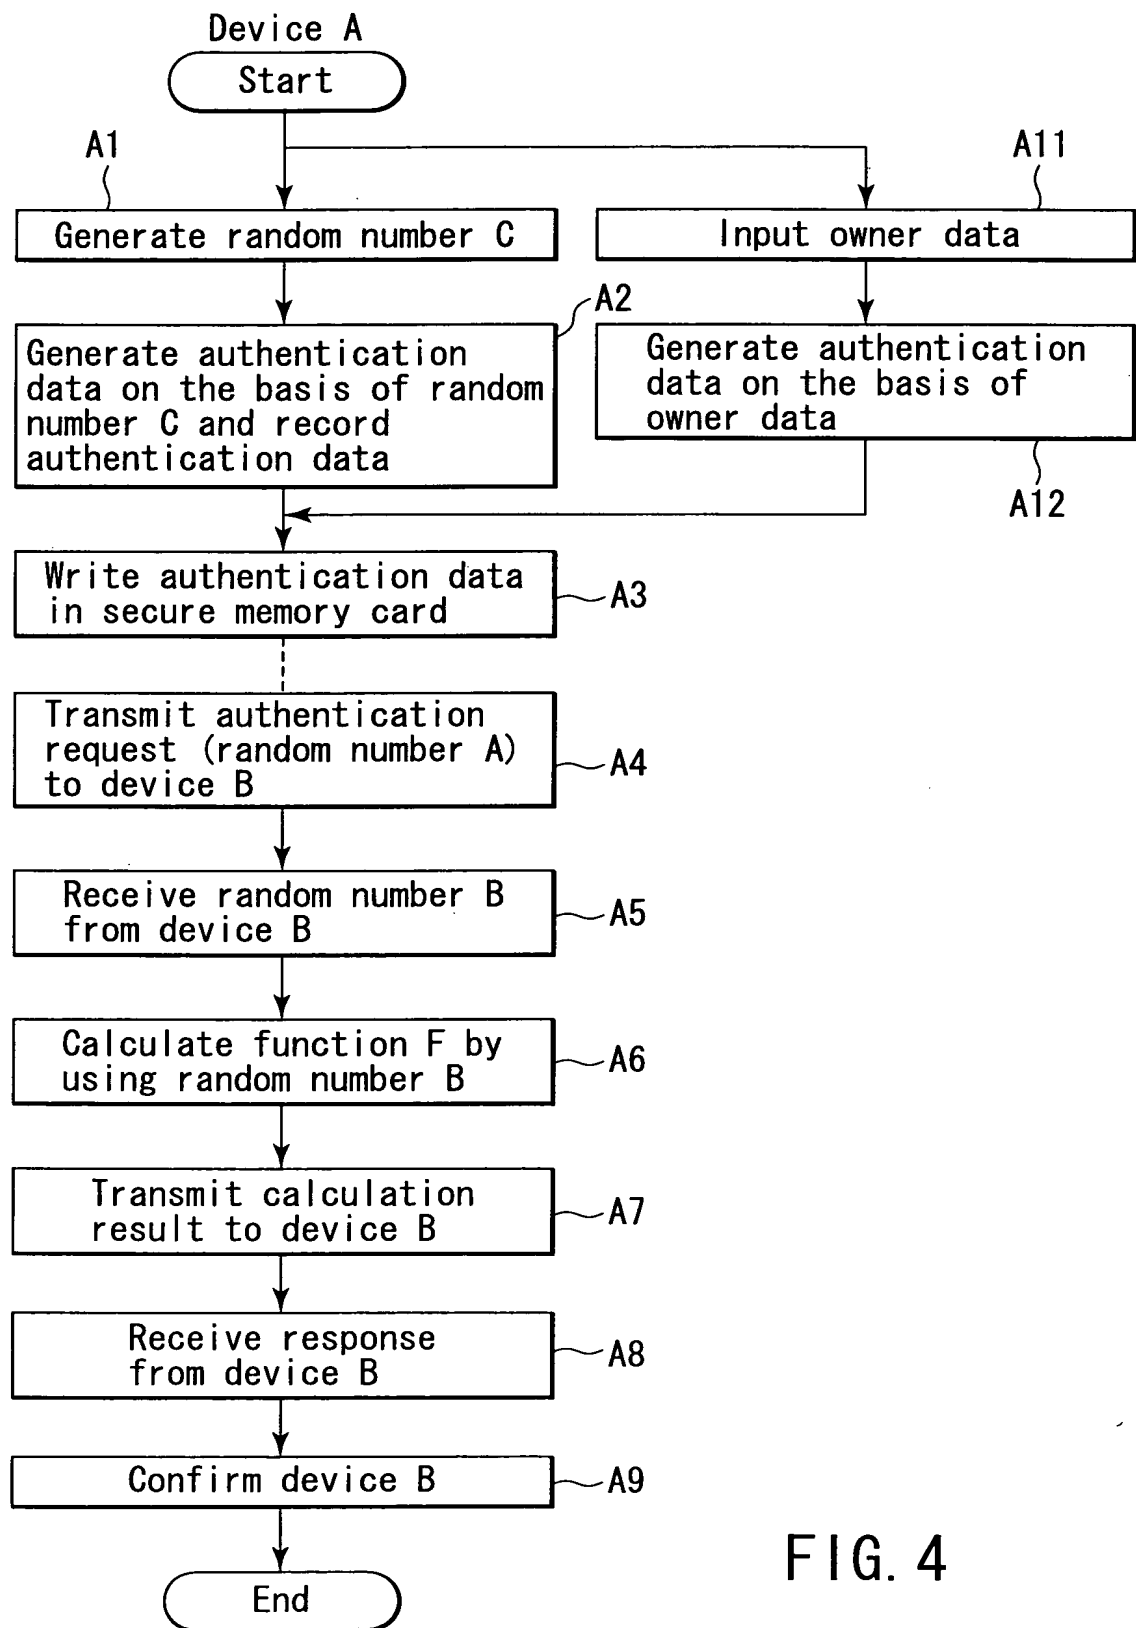 Device A
Start
A1
Generate random number C
A11
Input owner data
A2
Generate authentication
data on the basis of random
number C and record
authentication data
Generate authentication
data on the basis of
owner data
A12
Write authentication data
in secure memory card
A3
Transmit authentication
request (random number A)
to device B
A4
Receive random number B
from device B
A5
Calculate function F by
using random number B
A6
Transmit calculation
result to device B
A7
Receive response
from device B
A8
Confirm device B
A9
End
FIG. 4